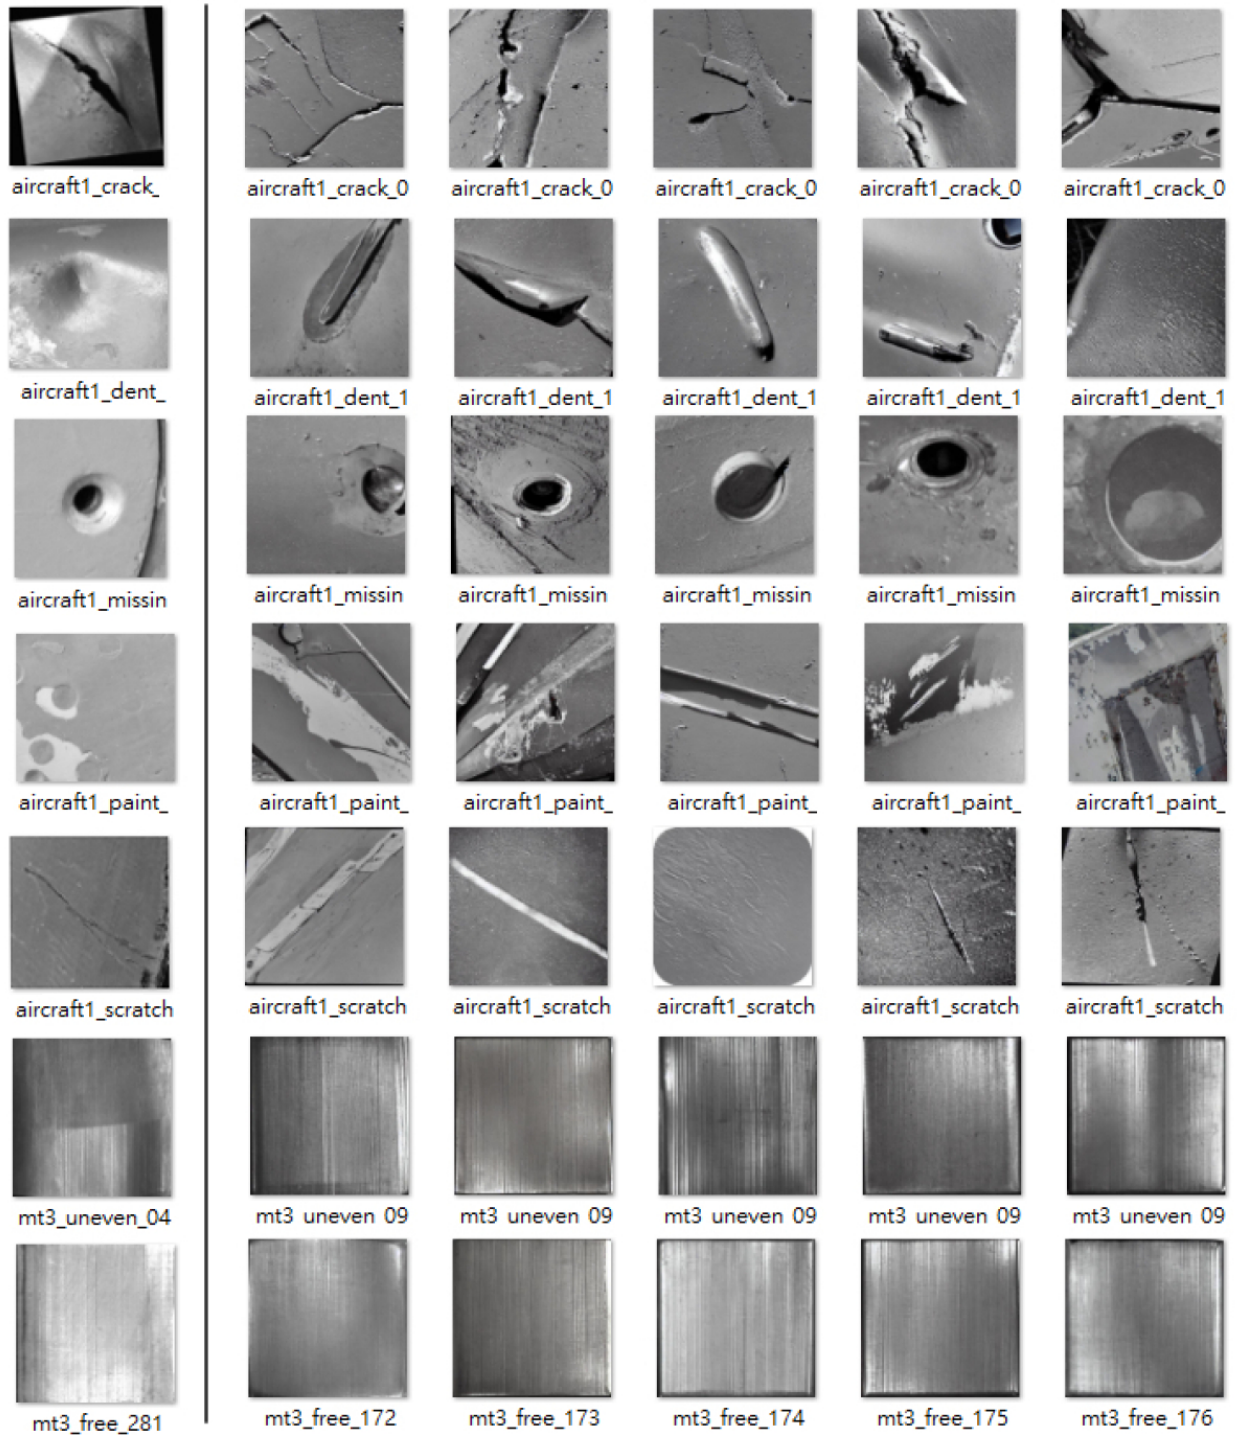 aircraft1_crack_ aircraft1_crack_0 aircraft1_crack_0 aircraft1_crack_0 aircraft1_crack_0 aircraft1_crack_0
aircraft1_dent_ aircraft1_dent_1 aircraft1_dent_1 aircraft1_dent_1 aircraft1_dent_1 aircraft1_dent_1
aircraft1_missin aircraft1_missin aircraft1_missin aircraft1_missin aircraft1_missin aircraft1_missin
aircraft1_paint_ aircraft1_paint_ aircraft1_paint_ aircraft1_paint_ aircraft1_paint_ aircraft1_paint_
aircraft1_scratch aircraft1_scratch aircraft1_scratch aircraft1_scratch aircraft1_scratch aircraft1_scratch
mt3_uneven_04 mt3 uneven 09 mt3 uneven 09 mt3 uneven 09 mt3 uneven 09 mt3 uneven 09
mt3_free_281 mt3_free_172 mt3_free_173 mt3_free_174 mt3_free_175 mt3_free_176